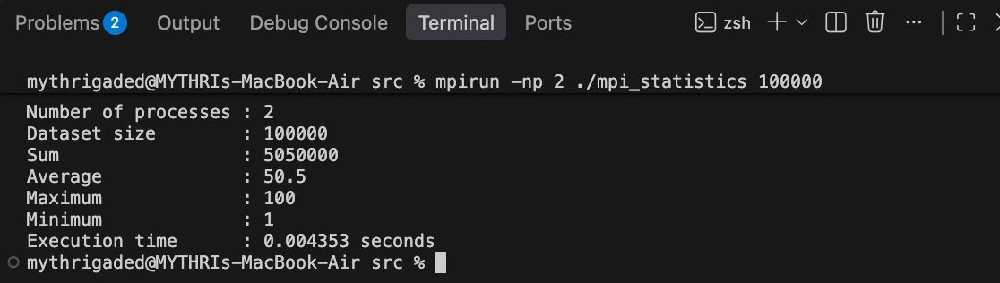 Problems 2 Output Debug Console Terminal Ports zsh
mythrigaded@MYTHRIs-MacBook-Air src % mpirun -np 2 ./mpi_statistics 100000
Number of processes : 2
Dataset size : 100000
Sum : 5050000
Average : 50.5
Maximum : 100
Minimum : 1
Execution time : 0.004353 seconds
mythrigaded@MYTHRIs-MacBook-Air src %